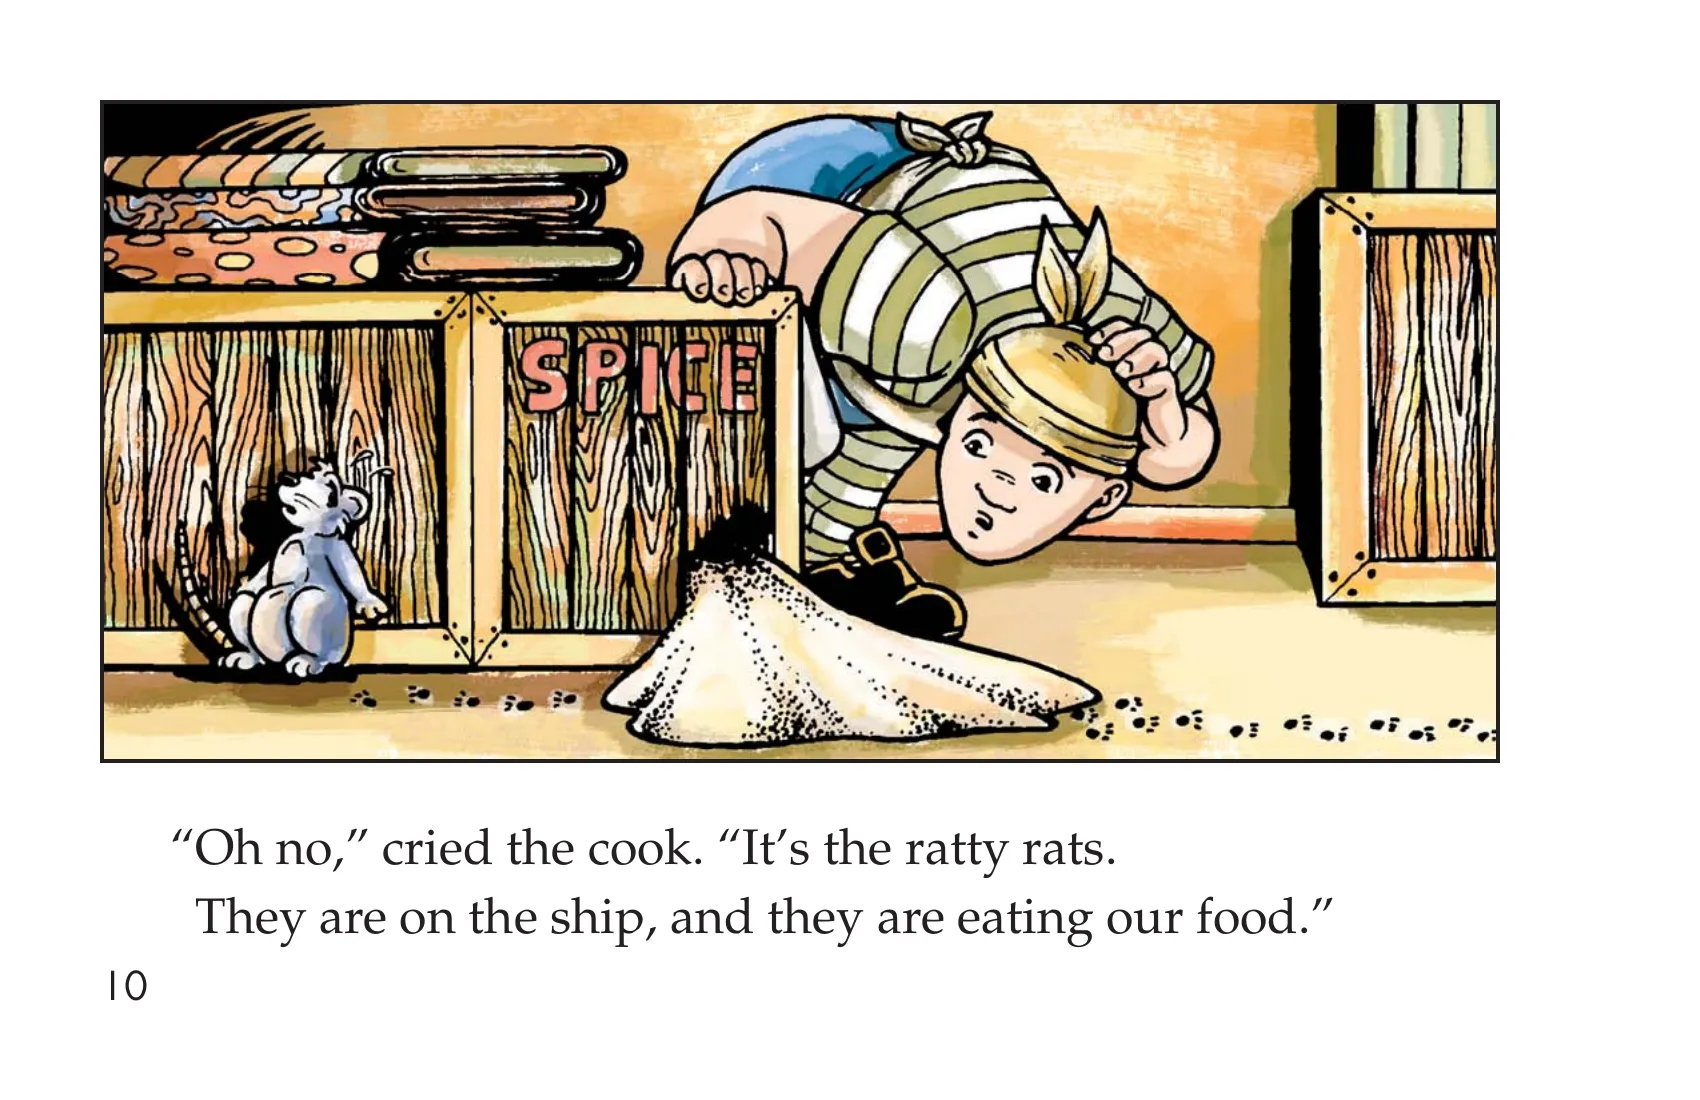 SPICE
“Oh no,” cried the cook. “It’s the ratty rats.
They are on the ship, and they are eating our food.”
10